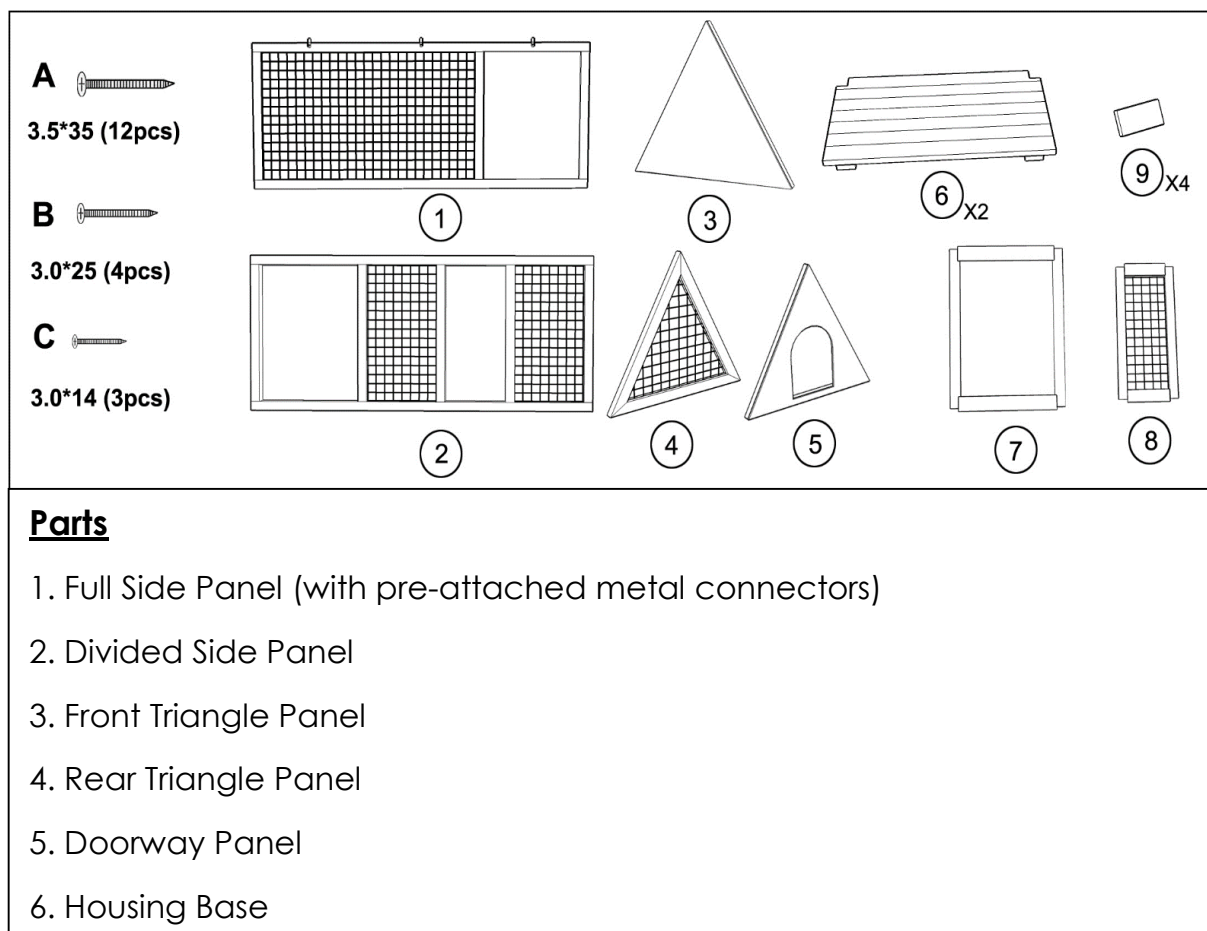 A
3.5*35 (12pcs)
B
3.0*25 (4pcs)
C
3.0*14 (3pcs)
1
2
3
4
5
6 X2
7
8
9 X4
Parts
1. Full Side Panel (with pre-attached metal connectors)
2. Divided Side Panel
3. Front Triangle Panel
4. Rear Triangle Panel
5. Doorway Panel
6. Housing Base